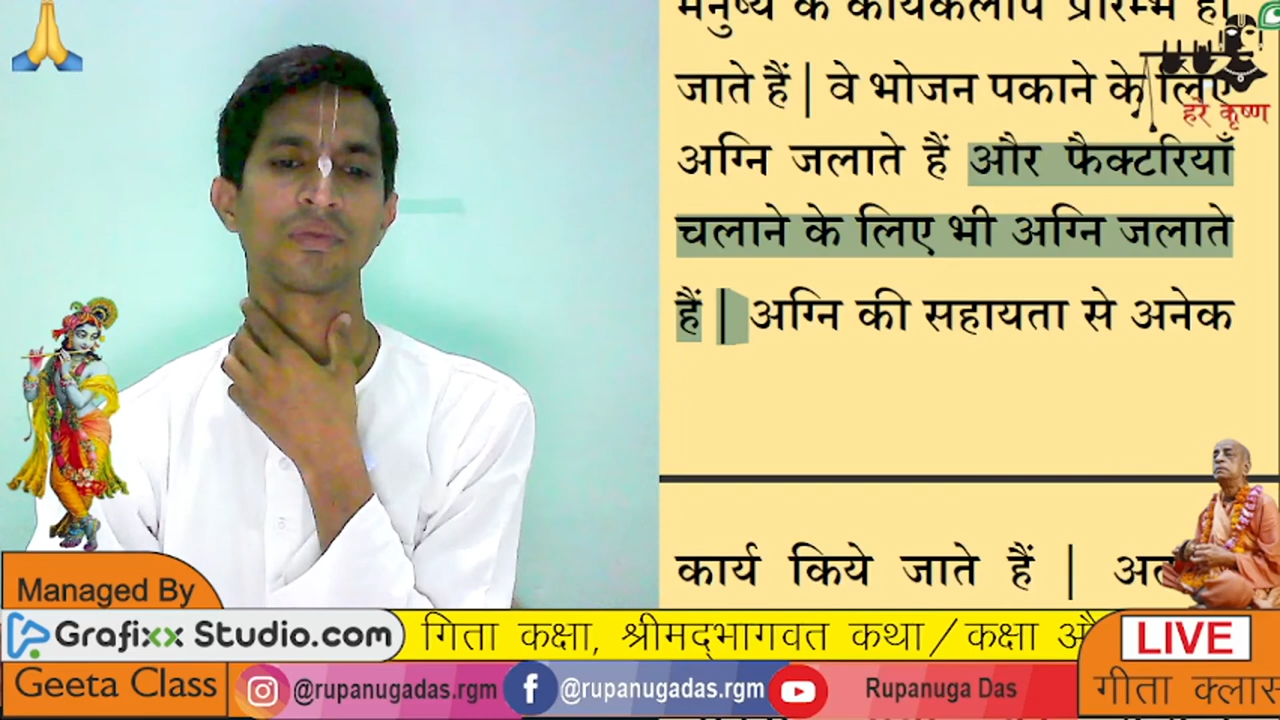 मनुष्य के कार्यकलाप प्रारम्भ हो
जाते हैं | वे भोजन पकाने के लिए
हरे कृष्ण
अग्नि जलाते हैं और फैक्टरियाँ
चलाने के लिए भी अग्नि जलाते
हैं | अग्नि की सहायता से अनेक
कार्य किये जाते हैं |
Managed By
Grafixx Studio.com
गिता कक्षा, श्रीमद्भागवत कथा/कक्षा
LIVE
Geeta Class
@rupanugadas.rgm
@rupanugadas.rgm
Rupanuga Das
गीता क्लास